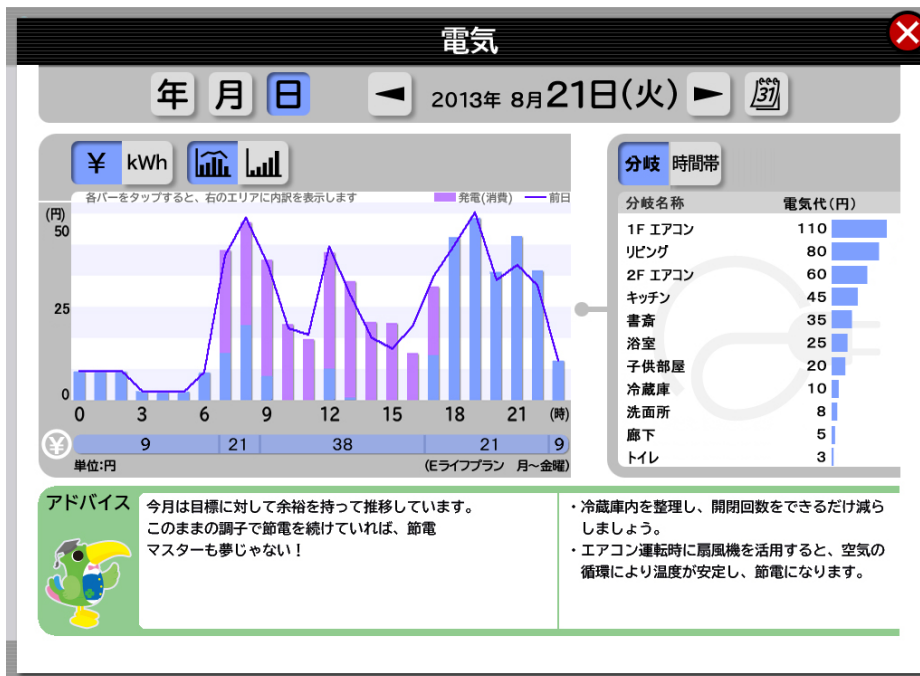 電気
年 月 日 2013年 8月21日(火) 31
¥ kWh
各バーをタップすると、右のエリアに内訳を表示します 発電(消費) 前日
(円)
50
25
0
0 3 6 9 12 15 18 21 (時)
¥ 9 21 38 21 9
単位:円 (Eライフプラン 月〜金曜)
分岐 時間帯
分岐名称 電気代(円)
1F エアコン 110
リビング 80
2F エアコン 60
キッチン 45
書斎 35
浴室 25
子供部屋 20
冷蔵庫 10
洗面所 8
廊下 5
トイレ 3
アドバイス
今月は目標に対して余裕を持って推移しています。
このままの調子で節電を続けていれば、節電
マスターも夢じゃない!
・冷蔵庫内を整理し、開閉回数をできるだけ減ら
しましょう。
・エアコン運転時に扇風機を活用すると、空気の
循環により温度が安定し、節電になります。